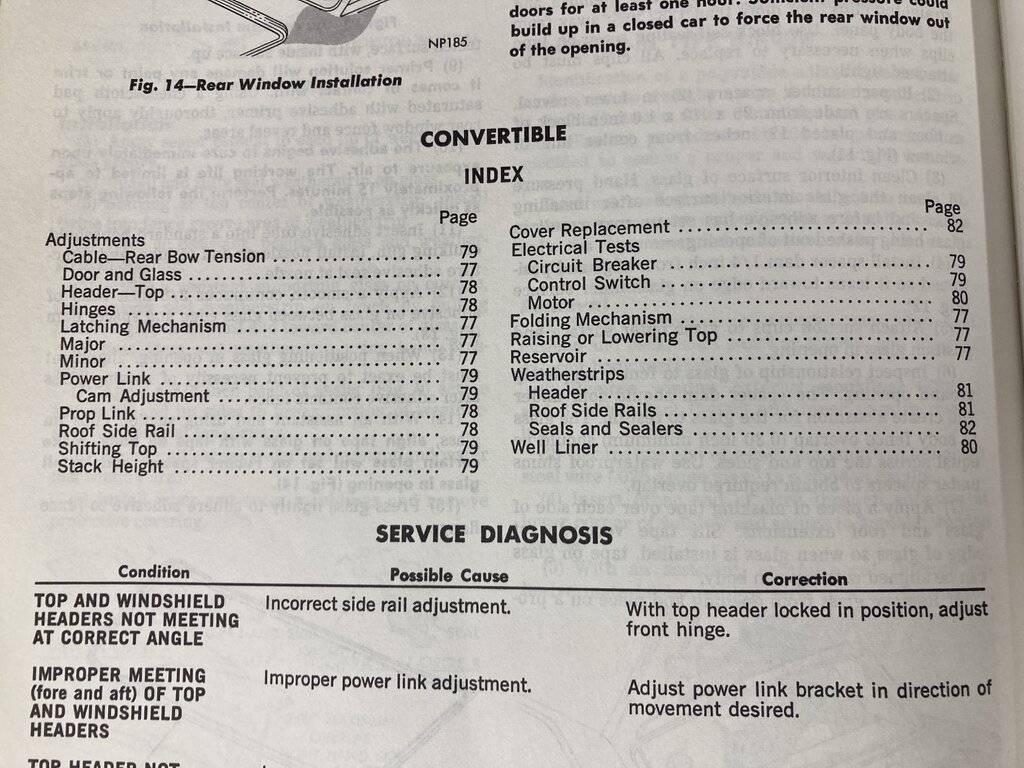 doors for at least one hour. Sufficient pressure could
build up in a closed car to force the rear window out
of the opening.
NP185
Fig. 14—Rear Window Installation
CONVERTIBLE
INDEX
Page
Adjustments
Cable—Rear Bow Tension 79
Door and Glass 77
Header—Top 78
Hinges 78
Latching Mechanism 77
Major 77
Minor 77
Power Link 79
Cam Adjustment 79
Prop Link 78
Roof Side Rail 78
Shifting Top 79
Stack Height 79
Page
Cover Replacement 82
Electrical Tests
Circuit Breaker 79
Control Switch 79
Motor 80
Folding Mechanism 77
Raising or Lowering Top 77
Reservoir 77
Weatherstrips
Header 81
Roof Side Rails 81
Seals and Sealers 82
Well Liner 80
SERVICE DIAGNOSIS
Condition Possible Cause Correction
TOP AND WINDSHIELD
HEADERS NOT MEETING
AT CORRECT ANGLE
Incorrect side rail adjustment.
With top header locked in position, adjust
front hinge.
IMPROPER MEETING
(fore and aft) OF TOP
AND WINDSHIELD
HEADERS
Improper power link adjustment.
Adjust power link bracket in direction of
movement desired.
TOP HEADER NOT